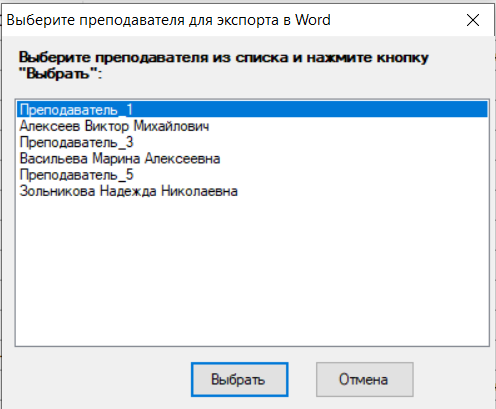 Выберите преподавателя для экспорта в Word
Выберите преподавателя из списка и нажмите кнопку
"Выбрать":
Преподаватель_1
Алексеев Виктор Михайлович
Преподаватель_3
Васильева Марина Алексеевна
Преподаватель_5
Зольникова Надежда Николаевна
Выбрать
Отмена